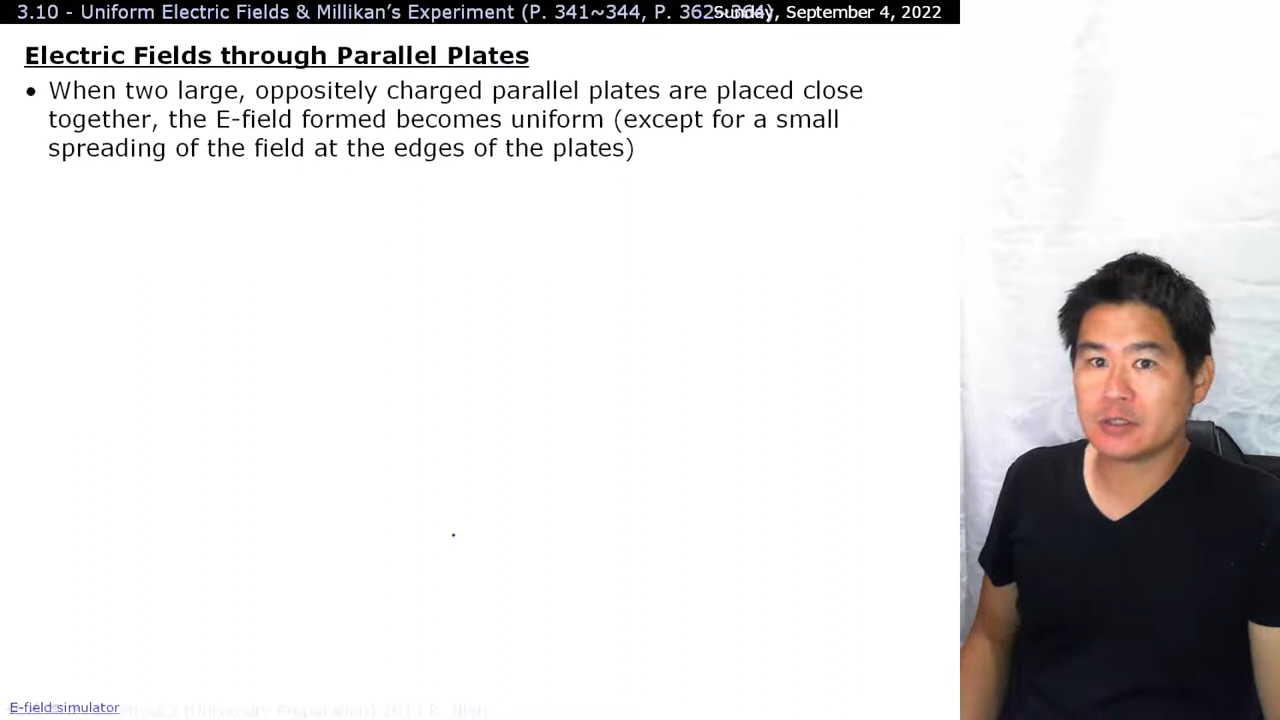 3.10 - Uniform Electric Fields & Millikan's Experiment (P. 341~344, P. 362~364) Sunday, September 4, 2022
Electric Fields through Parallel Plates
• When two large, oppositely charged parallel plates are placed close
together, the E-field formed becomes uniform (except for a small
spreading of the field at the edges of the plates)
E-field simulator